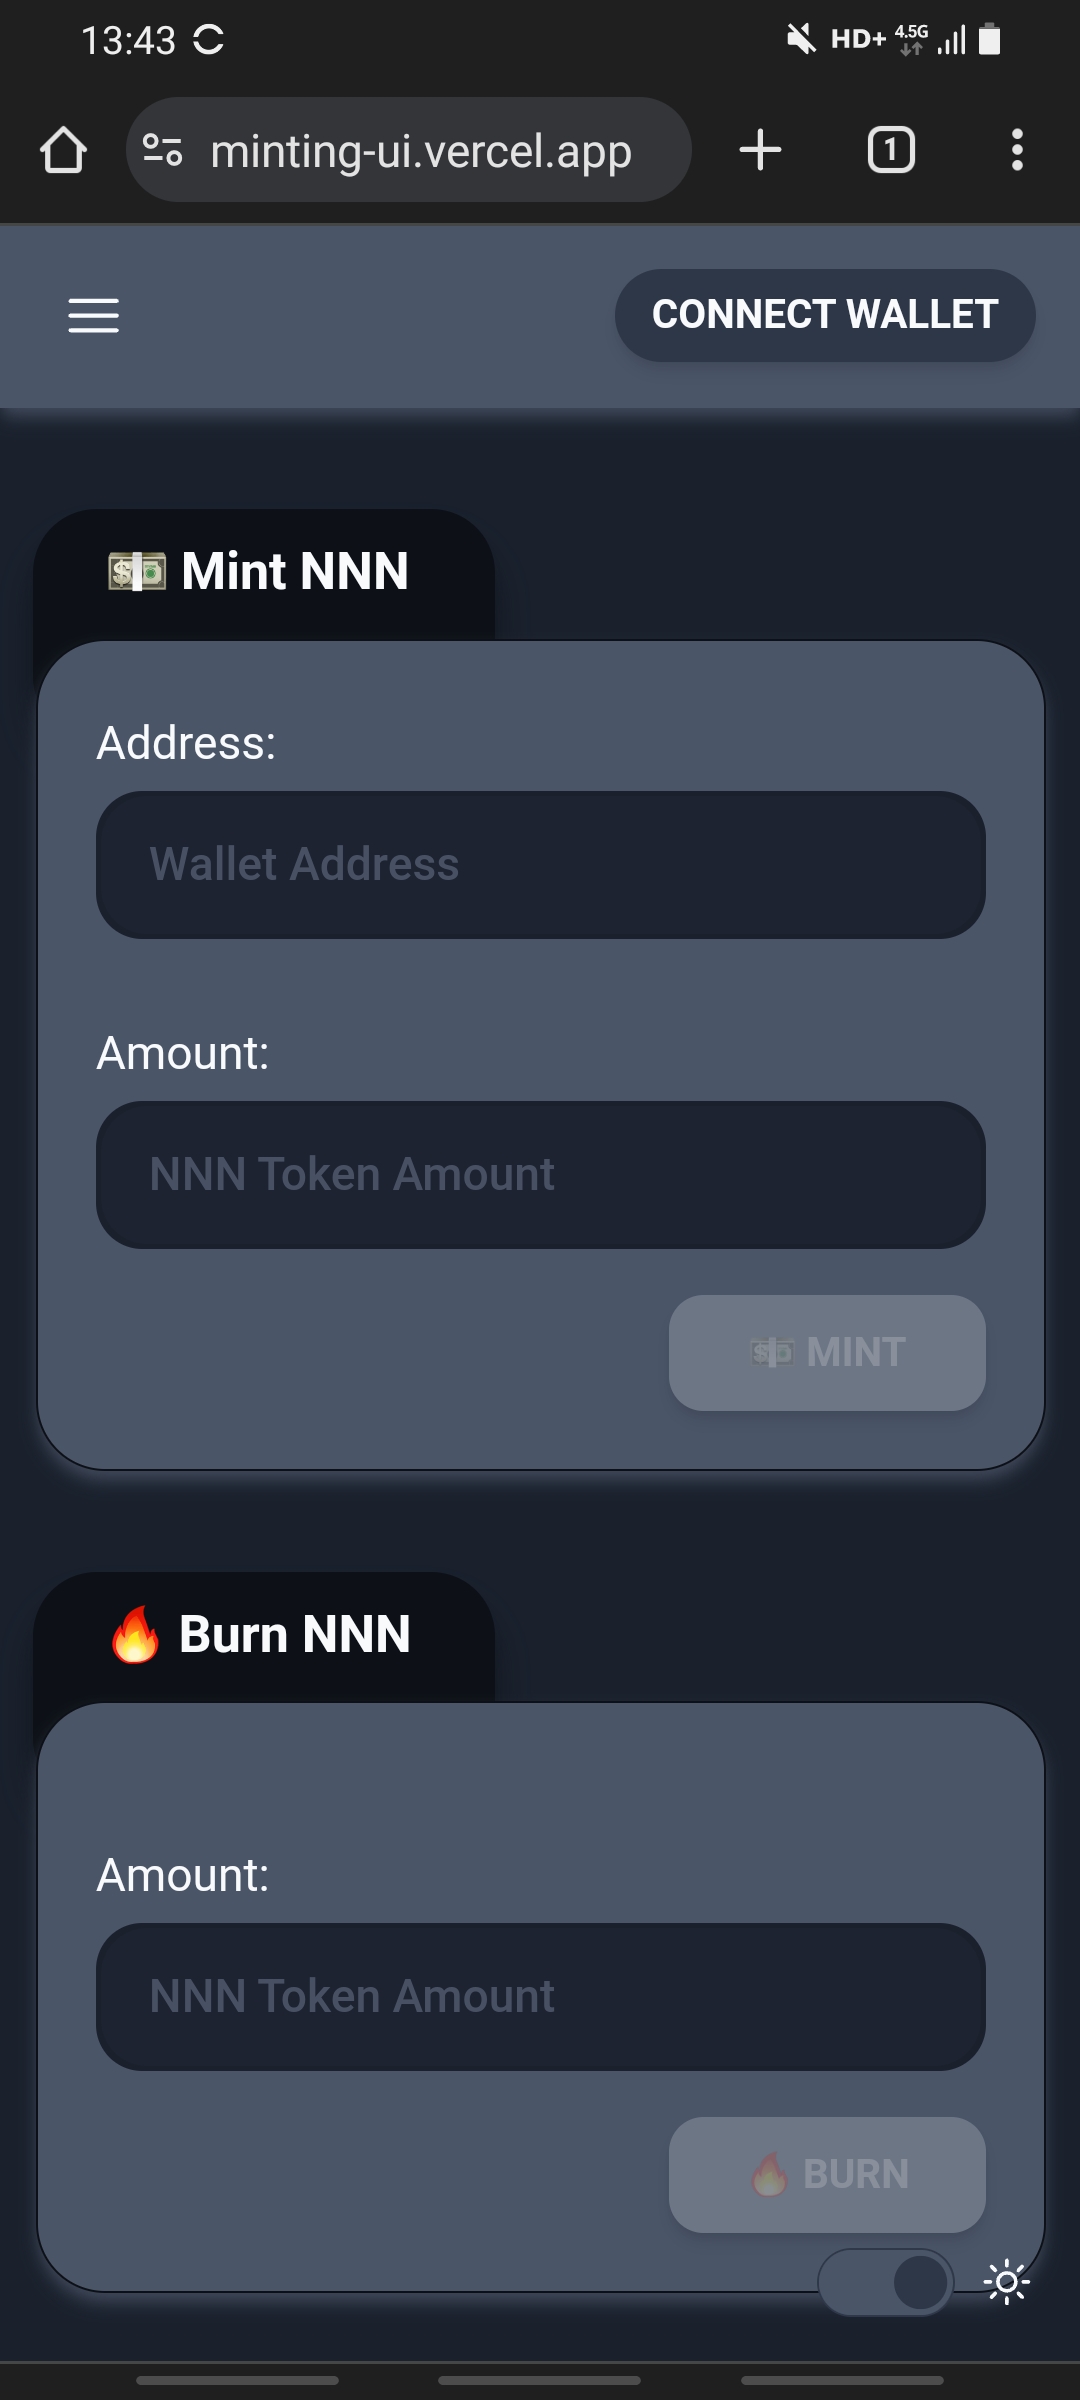 13:43
HD+ 4.5G
minting-ui.vercel.app
1
CONNECT WALLET
💵 Mint NNN
Address:
Wallet Address
Amount:
NNN Token Amount
💵 MINT
🔥 Burn NNN
Amount:
NNN Token Amount
🔥 BURN